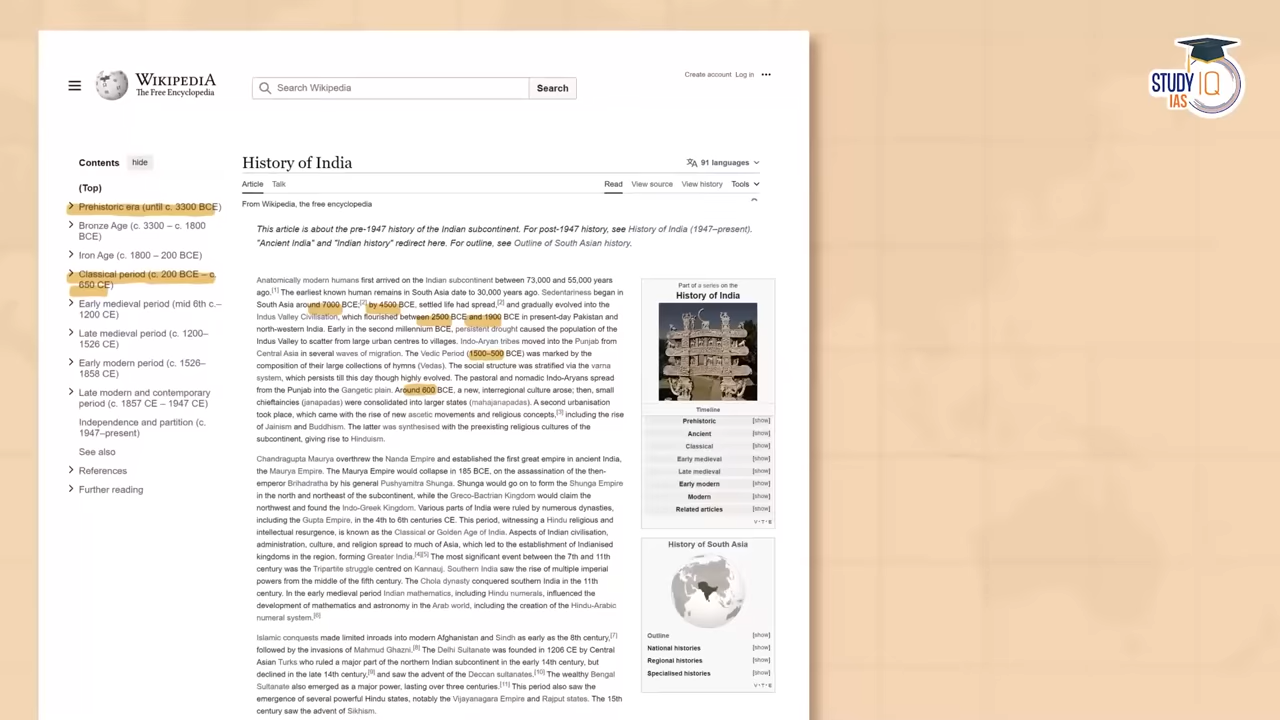 WIKIPEDIA
The Free Encyclopedia
Search Wikipedia
Search
Create account Log in •••
STUDY IQ
IAS
Contents hide
(Top)
Prehistoric era (until c. 3300 BCE)
Bronze Age (c. 3300 – c. 1800
BCE)
Iron Age (c. 1800 – 200 BCE)
Classical period (c. 200 BCE – c.
650 CE)
Early medieval period (mid 6th c.–
1200 CE)
Late medieval period (c. 1200–
1526 CE)
Early modern period (c. 1526–
1858 CE)
Late modern and contemporary
period (c. 1857 CE – 1947 CE)
Independence and partition (c.
1947–present)
See also
References
Further reading
History of India
91 languages
Article Talk
Read View source View history Tools
From Wikipedia, the free encyclopedia
This article is about the pre-1947 history of the Indian subcontinent. For post-1947 history, see History of India (1947–present).
"Ancient India" and "Indian history" redirect here. For outline, see Outline of South Asian history.
Anatomically modern humans first arrived on the Indian subcontinent between 73,000 and 55,000 years
ago.[1] The earliest known human remains in South Asia date to 30,000 years ago. Sedentariness began in
South Asia around 7000 BCE;[2] by 4500 BCE, settled life had spread,[2] and gradually evolved into the
Indus Valley Civilisation, which flourished between 2500 BCE and 1900 BCE in present-day Pakistan and
north-western India. Early in the second millennium BCE, persistent drought caused the population of the
Indus Valley to scatter from large urban centres to villages. Indo-Aryan tribes moved into the Punjab from
Central Asia in several waves of migration. The Vedic Period (1500–500 BCE) was marked by the
composition of their large collections of hymns (Vedas). The social structure was stratified via the varna
system, which persists till this day though highly evolved. The pastoral and nomadic Indo-Aryans spread
from the Punjab into the Gangetic plain. Around 600 BCE, a new, interregional culture arose; then, small
chieftaincies (janapadas) were consolidated into larger states (mahajanapadas). A second urbanisation
took place, which came with the rise of new ascetic movements and religious concepts,[3] including the rise
of Jainism and Buddhism. The latter was synthesised with the preexisting religious cultures of the
subcontinent, giving rise to Hinduism.
Chandragupta Maurya overthrew the Nanda Empire and established the first great empire in ancient India,
the Maurya Empire. The Maurya Empire would collapse in 185 BCE, on the assassination of the then-
emperor Brihadratha by his general Pushyamitra Shunga. Shunga would go on to form the Shunga Empire
in the north and northeast of the subcontinent, while the Greco-Bactrian Kingdom would claim the
northwest and found the Indo-Greek Kingdom. Various parts of India were ruled by numerous dynasties,
including the Gupta Empire, in the 4th to 6th centuries CE. This period, witnessing a Hindu religious and
intellectual resurgence, is known as the Classical or Golden Age of India. Aspects of Indian civilisation,
administration, culture, and religion spread to much of Asia, which led to the establishment of Indianised
kingdoms in the region, forming Greater India.[4][5] The most significant event between the 7th and 11th
century was the Tripartite struggle centred on Kannauj. Southern India saw the rise of multiple imperial
powers from the middle of the fifth century. The Chola dynasty conquered southern India in the 11th
century. In the early medieval period Indian mathematics, including Hindu numerals, influenced the
development of mathematics and astronomy in the Arab world, including the creation of the Hindu-Arabic
numeral system.[6]
Islamic conquests made limited inroads into modern Afghanistan and Sindh as early as the 8th century,[7]
followed by the invasions of Mahmud Ghazni.[8] The Delhi Sultanate was founded in 1206 CE by Central
Asian Turks who ruled a major part of the northern Indian subcontinent in the early 14th century, but
declined in the late 14th century,[9] and saw the advent of the Deccan sultanates.[10] The wealthy Bengal
Sultanate also emerged as a major power, lasting over three centuries.[11] This period also saw the
emergence of several powerful Hindu states, notably the Vijayanagara Empire and Rajput states. The 15th
century saw the advent of Sikhism.
Part of a series on the
History of India
Timeline
Prehistoric [show]
Ancient [show]
Classical [show]
Early medieval [show]
Late medieval [show]
Early modern [show]
Modern [show]
Related articles [show]
V · T · E
History of South Asia
Outline [show]
National histories [show]
Regional histories [show]
Specialised histories [show]
V · T · E